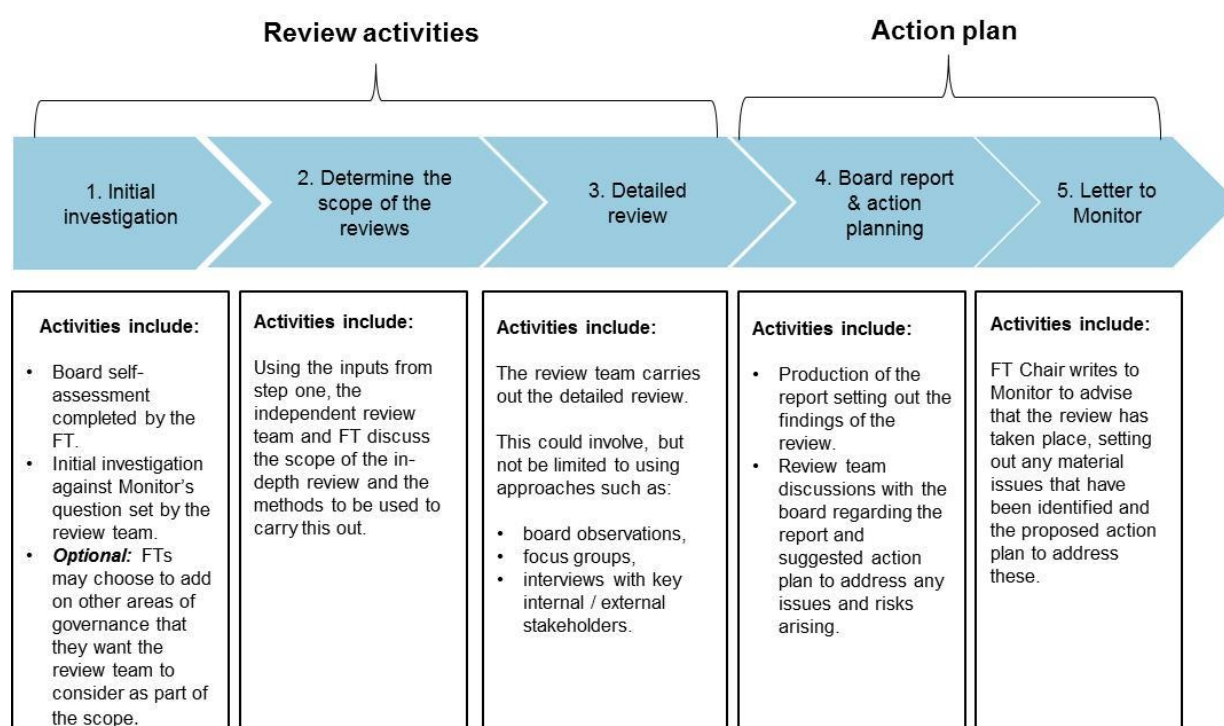 Review activities
Action plan
1. Initial
investigation
2. Determine the
scope of the
reviews
3. Detailed
review
4. Board report
& action
planning
5. Letter to
Monitor
Activities include:
• Board self-
assessment
completed by the
FT.
• Initial investigation
against Monitor's
question set by the
review team.
• Optional: FTs
may choose to add
on other areas of
governance that
they want the
review team to
consider as part of
the scope.
Activities include:
Using the inputs from
step one, the
independent review
team and FT discuss
the scope of the in-
depth review and the
methods to be used to
carry this out.
Activities include:
The review team carries
out the detailed review.
This could involve, but
not be limited to using
approaches such as:
• board observations,
• focus groups,
• interviews with key
internal / external
stakeholders.
Activities include:
• Production of the
report setting out the
findings of the
review.
• Review team
discussions with the
board regarding the
report and
suggested action
plan to address any
issues and risks
arising.
Activities include:
FT Chair writes to
Monitor to advise
that the review has
taken place, setting
out any material
issues that have
been identified and
the proposed action
plan to address
these.